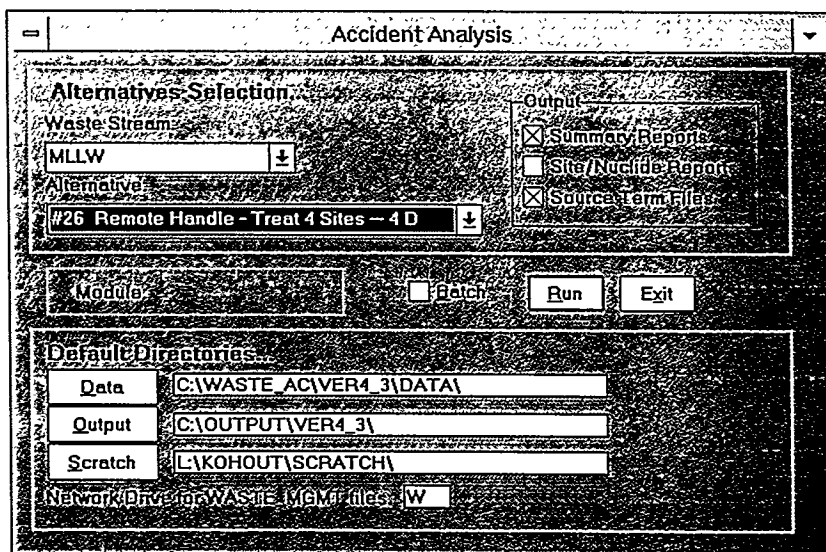 Accident Analysis
Alternatives Selection
Waste Stream
MLLW
Alternative
#26 Remote Handle - Treat 4 Sites -- 4 D
Output
Summary Reports
Site/Nuclide Report
Source Term Files
Module
Batch
Run
Exit
Default Directories
Data
C:\WASTE_AC\VER4_3\DATA\
Output
C:\OUTPUT\VER4_3\
Scratch
L:\KOHOUT\SCRATCH\
Network Drive for WASTE_MGMT files: W